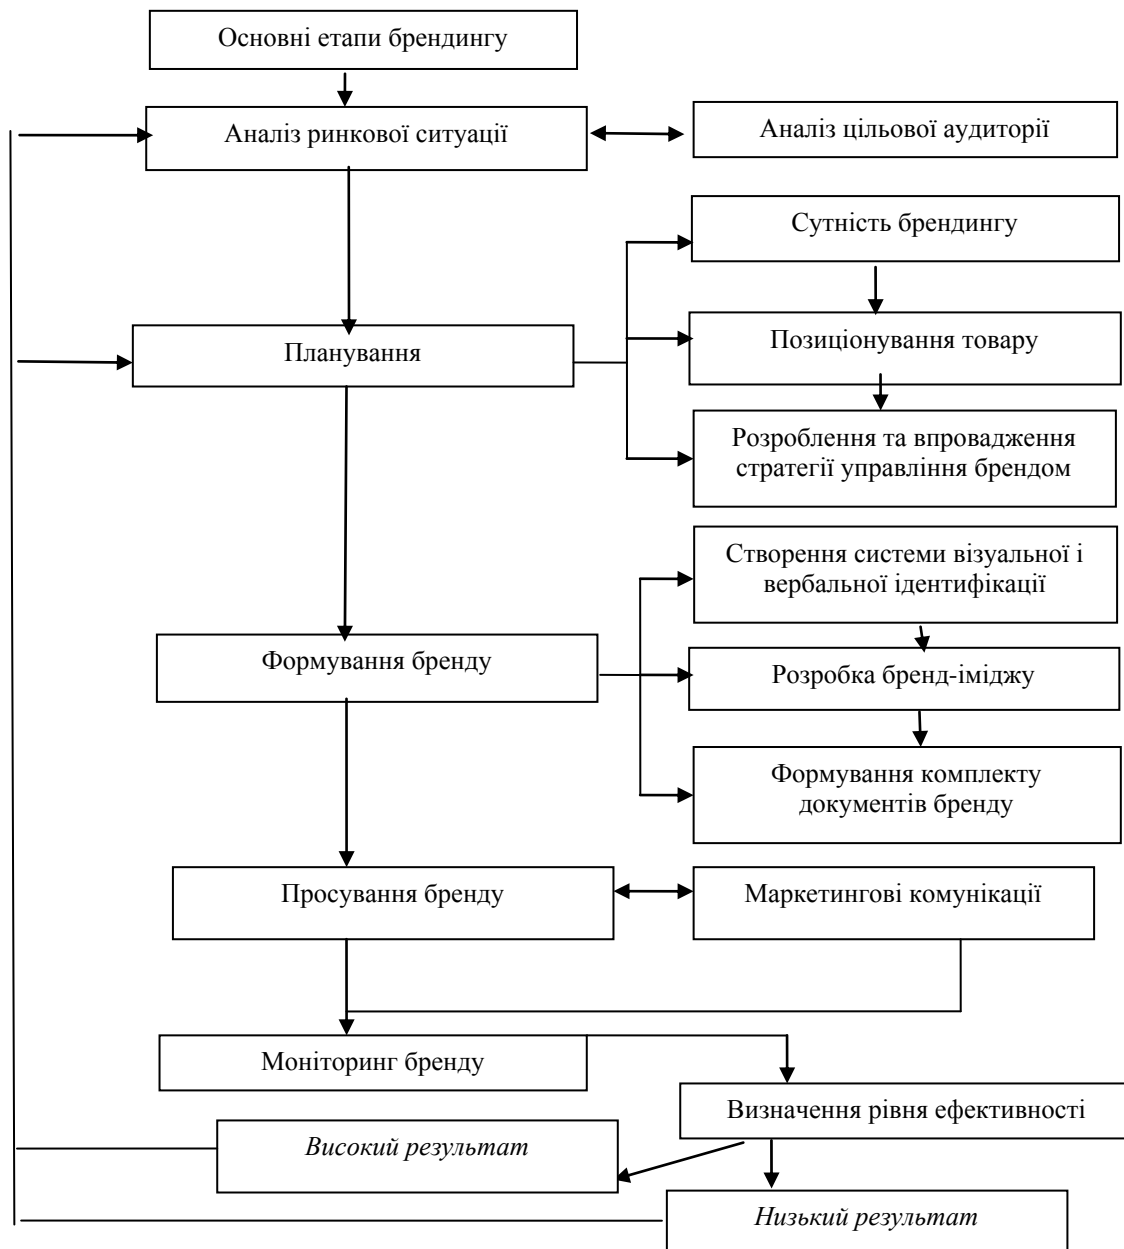 Основні етапи брендингу
Аналіз ринкової ситуації
Аналіз цільової аудиторії
Сутність брендингу
Планування
Позиціонування товару
Розроблення та впровадження
стратегії управління брендом
Створення системи візуальної і
вербальної ідентифікації
Формування бренду
Розробка бренд-іміджу
Формування комплекту
документів бренду
Просування бренду
Маркетингові комунікації
Моніторинг бренду
Визначення рівня ефективності
Високий результат
Низький результат